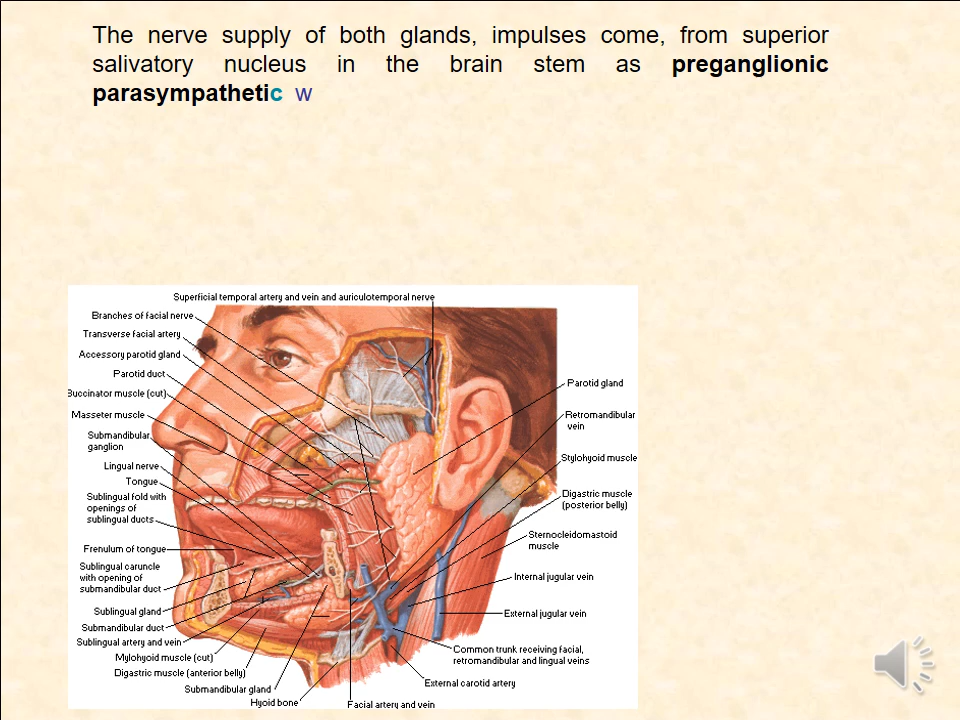 The nerve supply of both glands, impulses come, from superior
salivatory nucleus in the brain stem as preganglionic
parasympathetic w
Superficial temporal artery and vein and auriculotemporal nerve
Branches of facial nerve
Transverse facial artery
Accessory parotid gland
Parotid duct
Buccinator muscle (cut)
Masseter muscle
Submandibular
ganglion
Lingual nerve
Tongue
Sublingual fold with
openings of
sublingual ducts
Frenulum of tongue
Sublingual caruncle
with opening of
submandibular duct
Sublingual gland
Submandibular duct
Sublingual artery and vein
Mylohyoid muscle (cut)
Digastric muscle (anterior belly)
Submandibular gland
Hyoid bone
Facial artery and vein
Parotid gland
Retromandibular
vein
Stylohyoid muscle
Digastric muscle
(posterior belly)
Sternocleidomastoid
muscle
Internal jugular vein
External jugular vein
Common trunk receiving facial,
retromandibular and lingual veins
External carotid artery